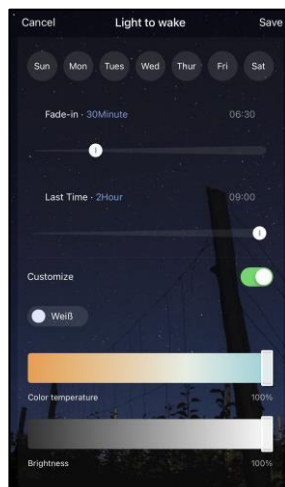 Cancel Light to wake Save
Sun Mon Tues Wed Thur Fri Sat
Fade-in · 30Minute 06:30
Last Time · 2Hour 09:00
Customize
Weiß
Color temperature 100%
Brightness 100%